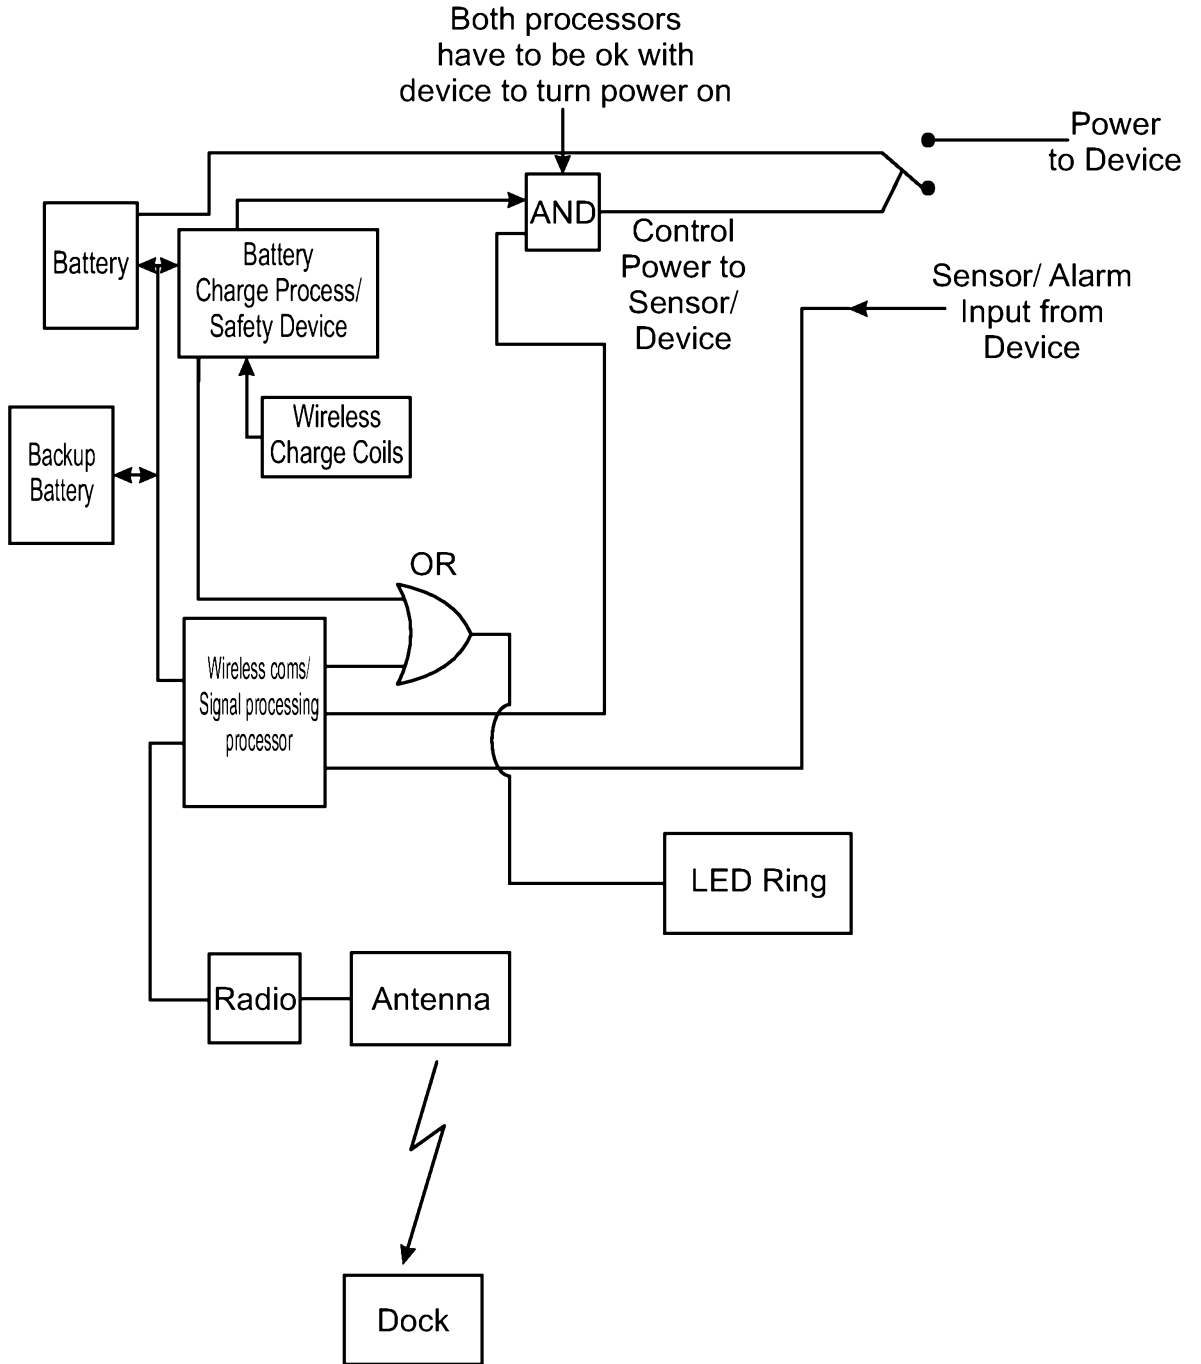 Both processors
have to be ok with
device to turn power on
Power
to Device
AND
Battery
Battery
Charge Process/
Safety Device
Control
Power to
Sensor/
Device
Sensor/ Alarm
Input from
Device
Wireless
Charge Coils
Backup
Battery
OR
Wireless coms/
Signal processing
processor
LED Ring
Radio
Antenna
Dock